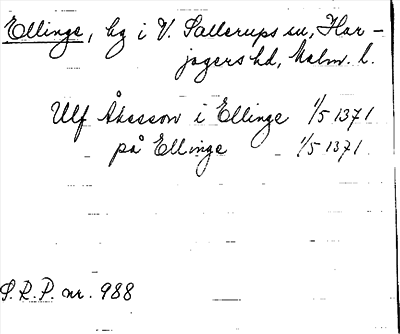 Ellinge, hg i V. Sallerups sn, Har-
jagers hd, Malm. l.
Ulf Åkesson i Ellinge 1/5 1371
på Ellinge 1/5 1371.
S.R.P. nr. 988